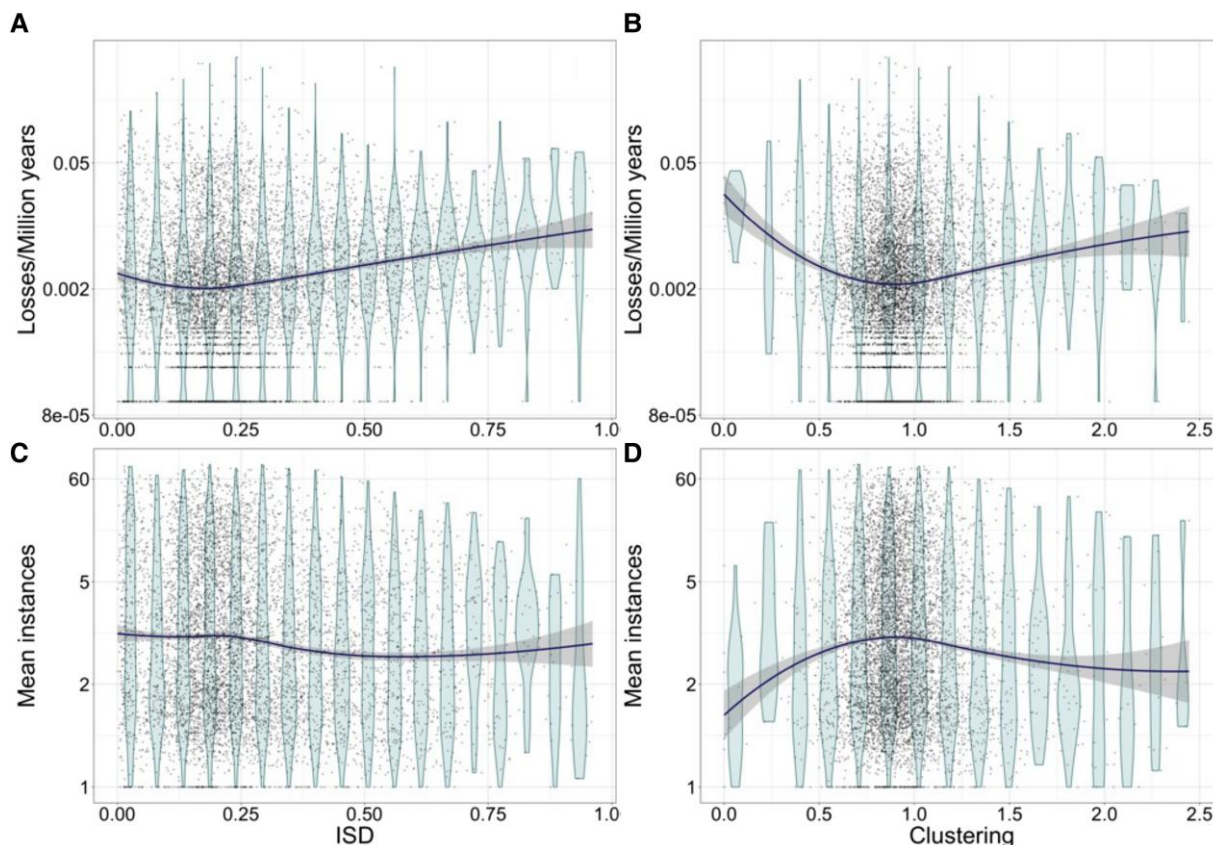 A
B
Losses/Million years
0.05
0.002
8e-05
0.00 0.25 0.50 0.75 1.0
Losses/Million years
0.05
0.002
8e-05
0.0 0.5 1.0 1.5 2.0 2.5
C
D
Mean instances
60
5
2
1
0.00 0.25 0.50 0.75 1.0
ISD
Mean instances
60
5
2
1
0.0 0.5 1.0 1.5 2.0 2.5
Clustering